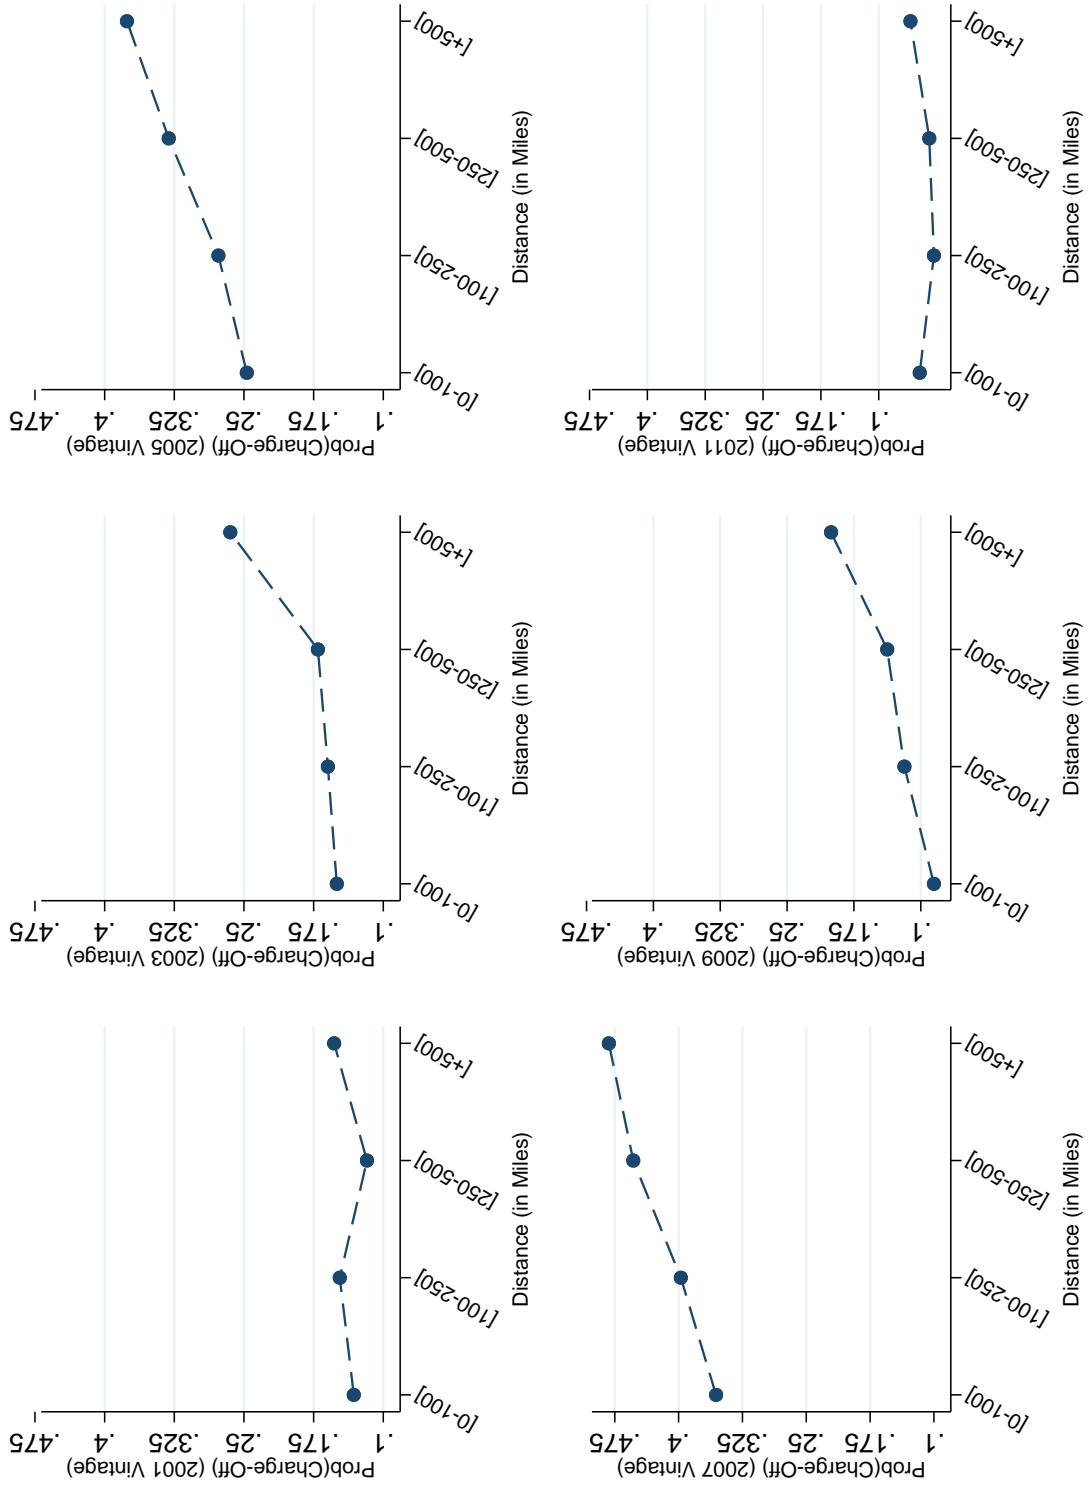 Prob(Charge-Off) (2001 Vintage)
.1 .175 .25 .325 .4 .475
[0-100]
[100-250]
[250-500]
[+500]
Distance (in Miles)
Prob(Charge-Off) (2003 Vintage)
.1 .175 .25 .325 .4 .475
[0-100]
[100-250]
[250-500]
[+500]
Distance (in Miles)
Prob(Charge-Off) (2005 Vintage)
.1 .175 .25 .325 .4 .475
[0-100]
[100-250]
[250-500]
[+500]
Distance (in Miles)
Prob(Charge-Off) (2007 Vintage)
.1 .175 .25 .325 .4 .475
[0-100]
[100-250]
[250-500]
[+500]
Distance (in Miles)
Prob(Charge-Off) (2009 Vintage)
.1 .175 .25 .325 .4 .475
[0-100]
[100-250]
[250-500]
[+500]
Distance (in Miles)
Prob(Charge-Off) (2011 Vintage)
.1 .175 .25 .325 .4 .475
[0-100]
[100-250]
[250-500]
[+500]
Distance (in Miles)